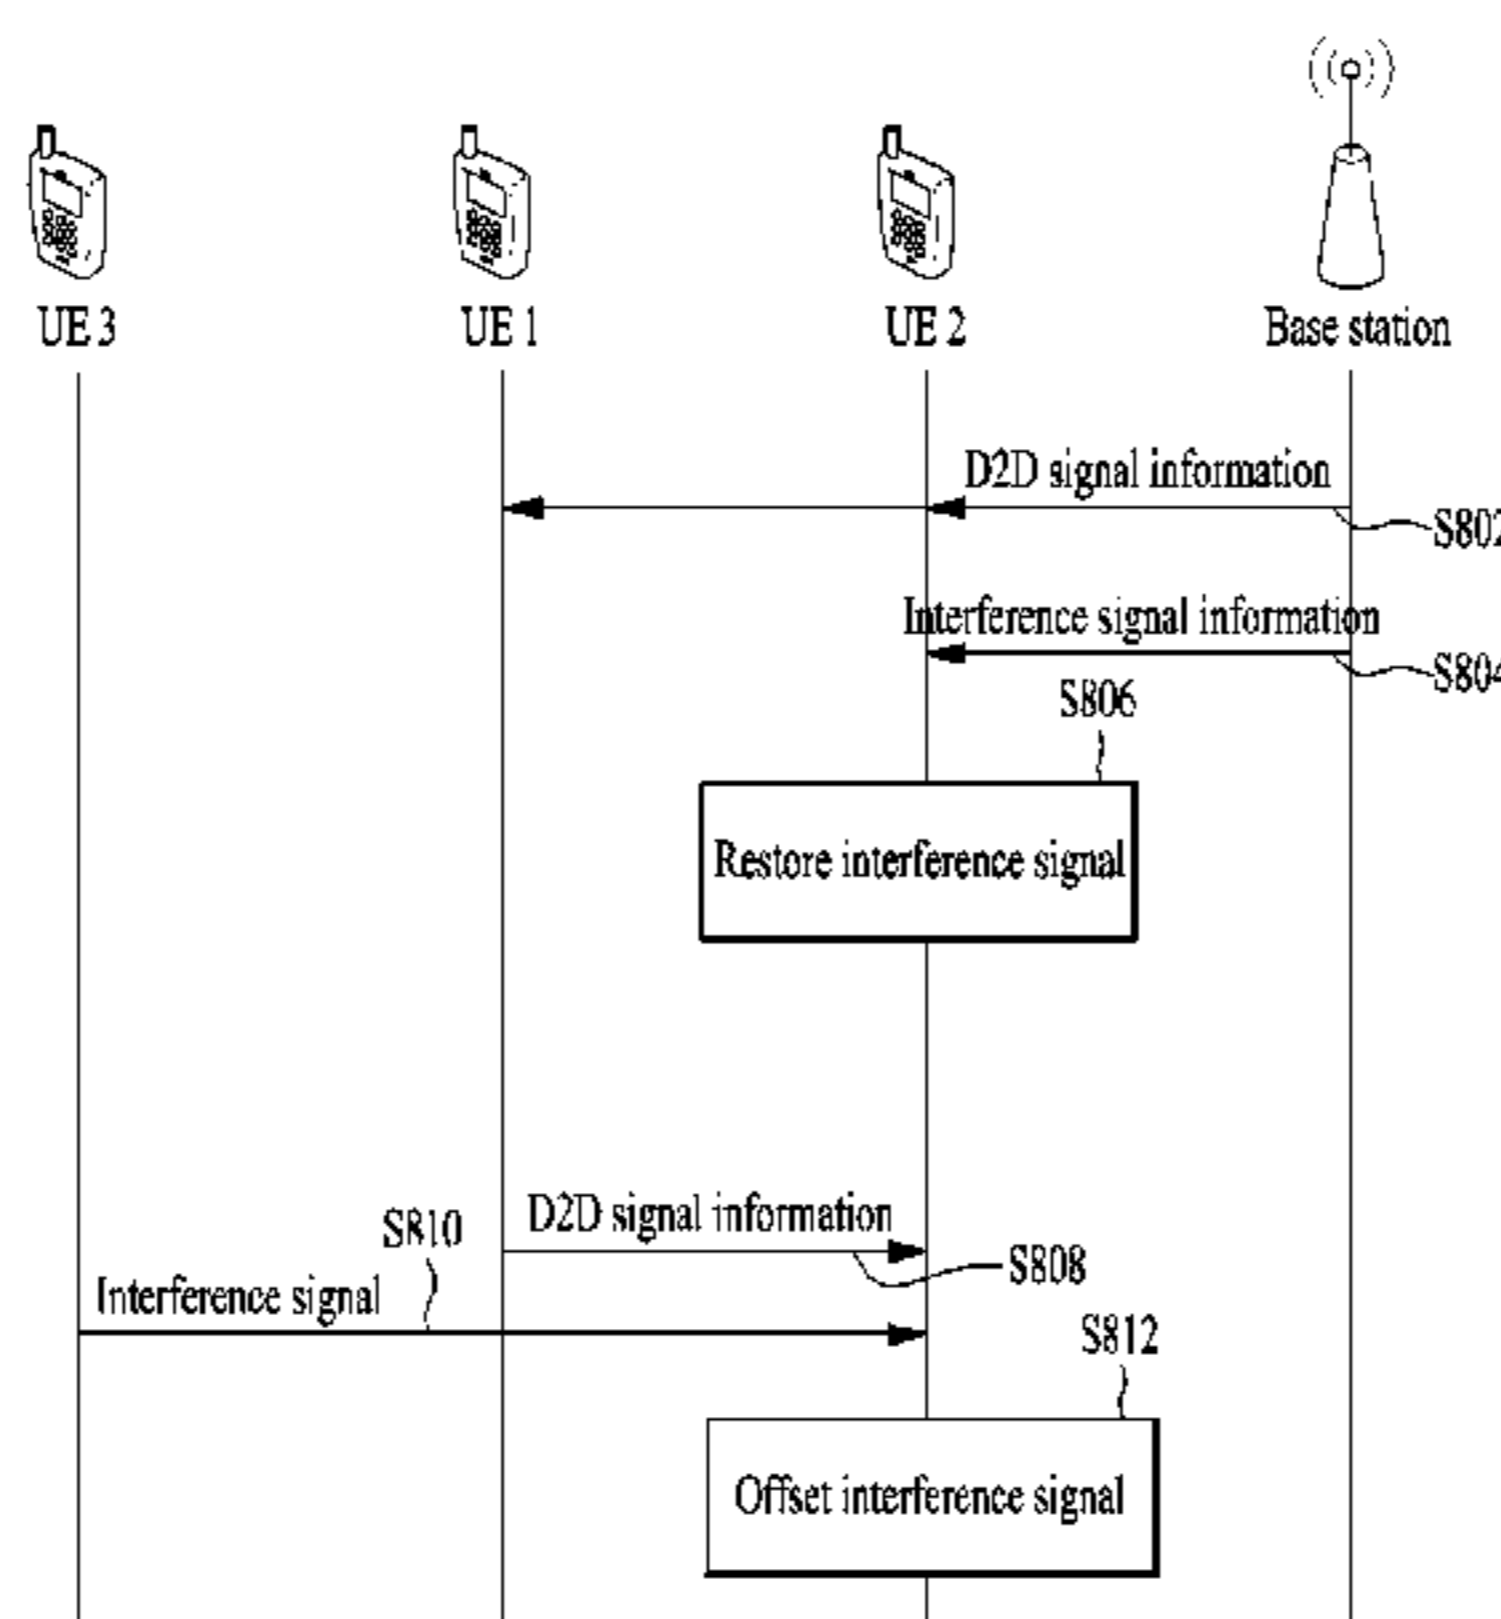 UE 3
UE 1
UE 2
Base station
D2D signal information
S802
Interference signal information
S804
S806
Restore interference signal
D2D signal information
S810
S808
Interference signal
S812
Offset interference signal